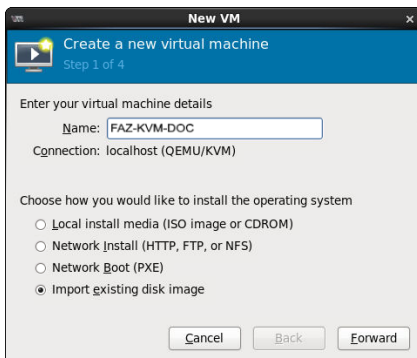 New VM
Create a new virtual machine
Step 1 of 4
Enter your virtual machine details
Name: FAZ-KVM-DOC
Connection: localhost (QEMU/KVM)
Choose how you would like to install the operating system
Local install media (ISO image or CDROM)
Network Install (HTTP, FTP, or NFS)
Network Boot (PXE)
Import existing disk image
Cancel Back Forward